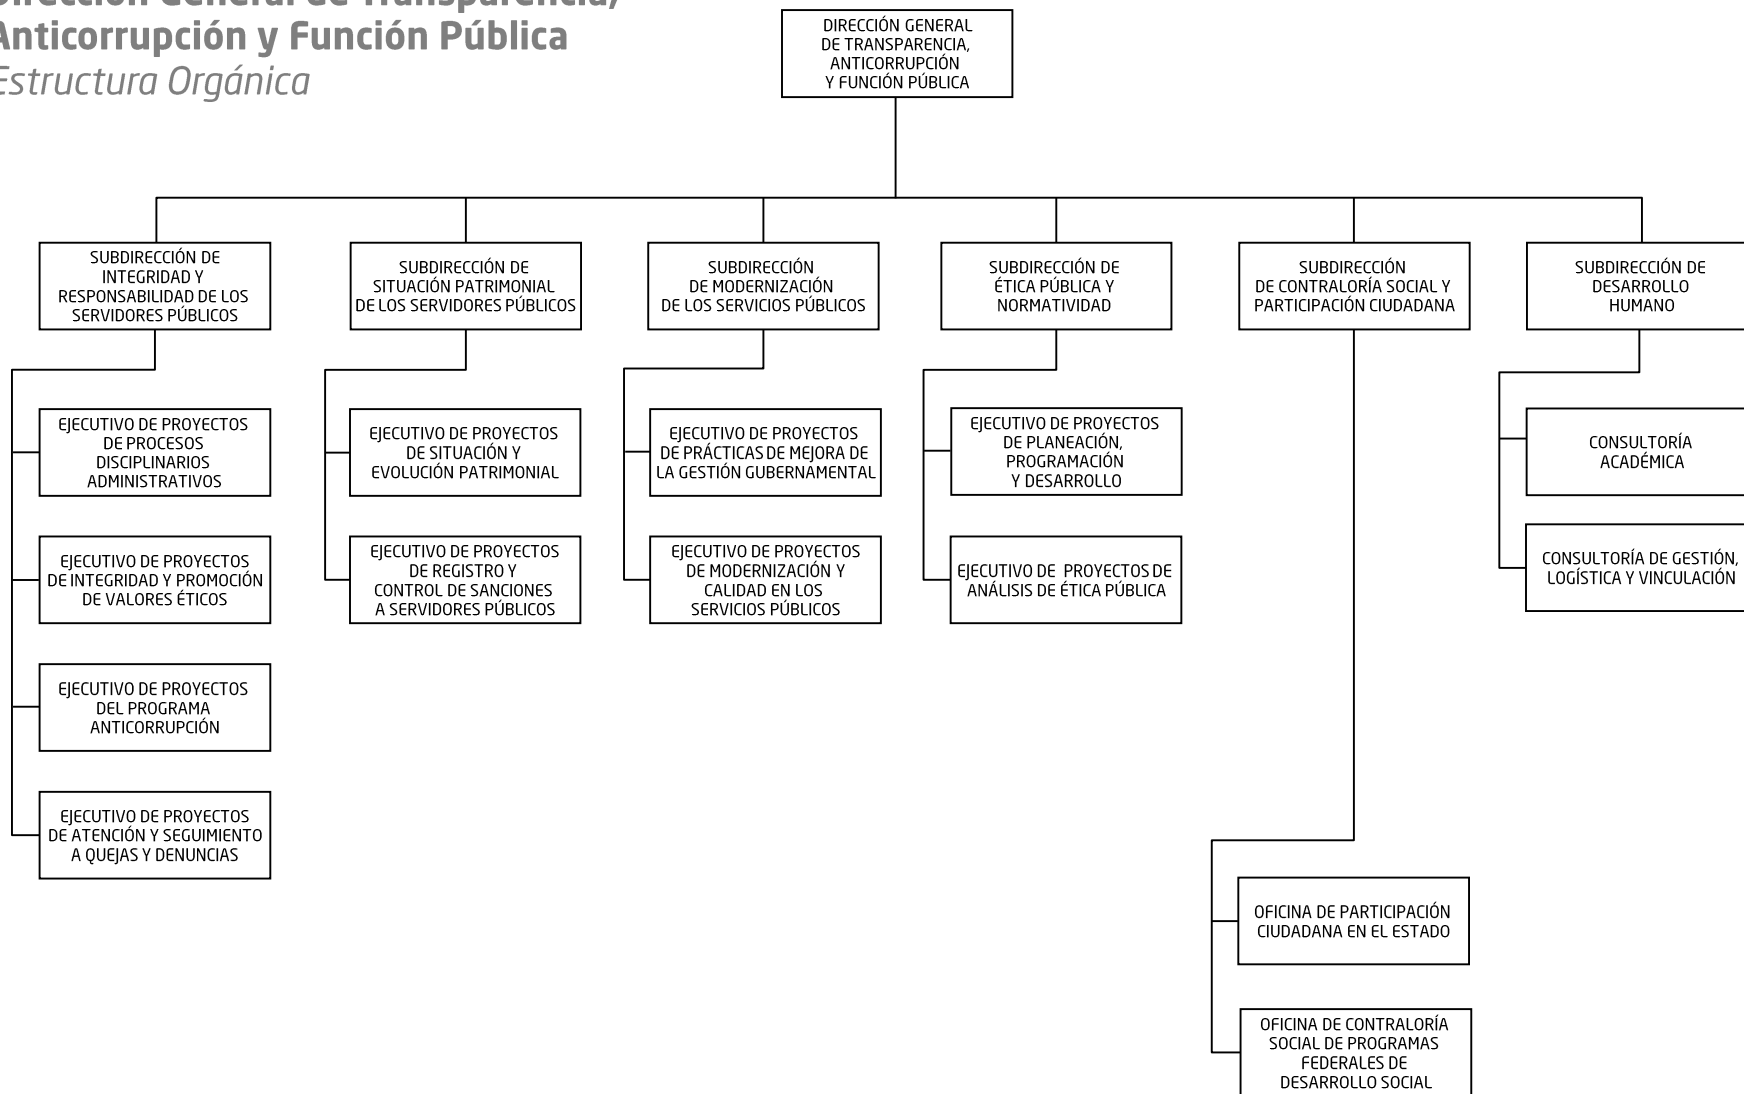 Dirección General de Transparencia,
Anticorrupción y Función Pública
Estructura Orgánica
DIRECCIÓN GENERAL
DE TRANSPARENCIA,
ANTICORRUPCIÓN
Y FUNCIÓN PÚBLICA
SUBDIRECCIÓN DE
INTEGRIDAD Y
RESPONSABILIDAD DE LOS
SERVIDORES PÚBLICOS
SUBDIRECCIÓN DE
SITUACIÓN PATRIMONIAL
DE LOS SERVIDORES PÚBLICOS
SUBDIRECCIÓN
DE MODERNIZACIÓN
DE LOS SERVICIOS PÚBLICOS
SUBDIRECCIÓN DE
ÉTICA PÚBLICA Y
NORMATIVIDAD
SUBDIRECCIÓN
DE CONTRALORÍA SOCIAL Y
PARTICIPACIÓN CIUDADANA
SUBDIRECCIÓN DE
DESARROLLO
HUMANO
EJECUTIVO DE PROYECTOS
DE PROCESOS
DISCIPLINARIOS
ADMINISTRATIVOS
EJECUTIVO DE PROYECTOS
DE SITUACIÓN Y
EVOLUCIÓN PATRIMONIAL
EJECUTIVO DE PROYECTOS
DE PRÁCTICAS DE MEJORA DE
LA GESTIÓN GUBERNAMENTAL
EJECUTIVO DE PROYECTOS
DE PLANEACIÓN,
PROGRAMACIÓN
Y DESARROLLO
CONSULTORÍA
ACADÉMICA
EJECUTIVO DE PROYECTOS
DE INTEGRIDAD Y PROMOCIÓN
DE VALORES ÉTICOS
EJECUTIVO DE PROYECTOS
DE REGISTRO Y
CONTROL DE SANCIONES
A SERVIDORES PÚBLICOS
EJECUTIVO DE PROYECTOS
DE MODERNIZACIÓN Y
CALIDAD EN LOS
SERVICIOS PÚBLICOS
EJECUTIVO DE PROYECTOS DE
ANÁLISIS DE ÉTICA PÚBLICA
CONSULTORÍA DE GESTIÓN,
LOGÍSTICA Y VINCULACIÓN
EJECUTIVO DE PROYECTOS
DEL PROGRAMA
ANTICORRUPCIÓN
EJECUTIVO DE PROYECTOS
DE ATENCIÓN Y SEGUIMIENTO
A QUEJAS Y DENUNCIAS
OFICINA DE PARTICIPACIÓN
CIUDADANA EN EL ESTADO
OFICINA DE CONTRALORÍA
SOCIAL DE PROGRAMAS
FEDERALES DE
DESARROLLO SOCIAL